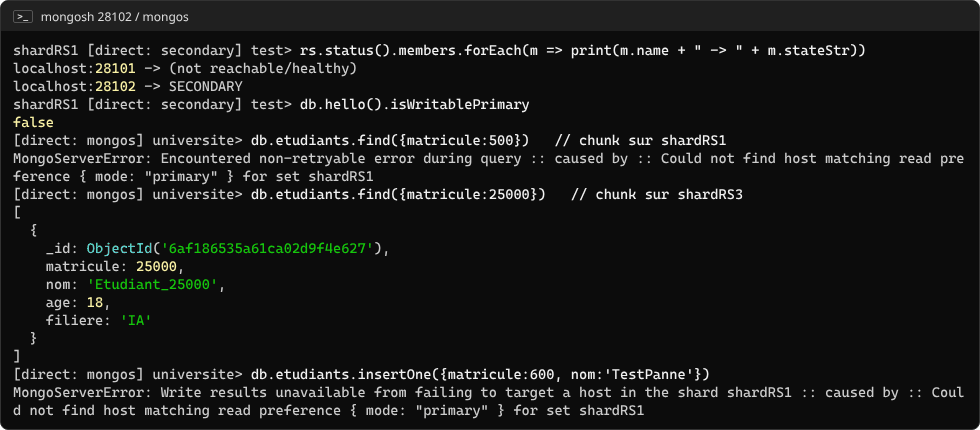 mongosh 28102 / mongos
shardRS1 [direct: secondary] test> rs.status().members.forEach(m => print(m.name + " -> " + m.stateStr))
localhost:28101 -> (not reachable/healthy)
localhost:28102 -> SECONDARY
shardRS1 [direct: secondary] test> db.hello().isWritablePrimary
false
[direct: mongos] universite> db.etudiants.find({matricule:500})   // chunk sur shardRS1
MongoServerError: Encountered non-retryable error during query :: caused by :: Could not find host matching read pre
ference { mode: "primary" } for set shardRS1
[direct: mongos] universite> db.etudiants.find({matricule:25000})   // chunk sur shardRS3
[
  {
    _id: ObjectId('6af186535a61ca02d9f4e627'),
    matricule: 25000,
    nom: 'Etudiant_25000',
    age: 18,
    filiere: 'IA'
  }
]
[direct: mongos] universite> db.etudiants.insertOne({matricule:600, nom:'TestPanne'})
MongoServerError: Write results unavailable from failing to target a host in the shard shardRS1 :: caused by :: Coul
d not find host matching read preference { mode: "primary" } for set shardRS1